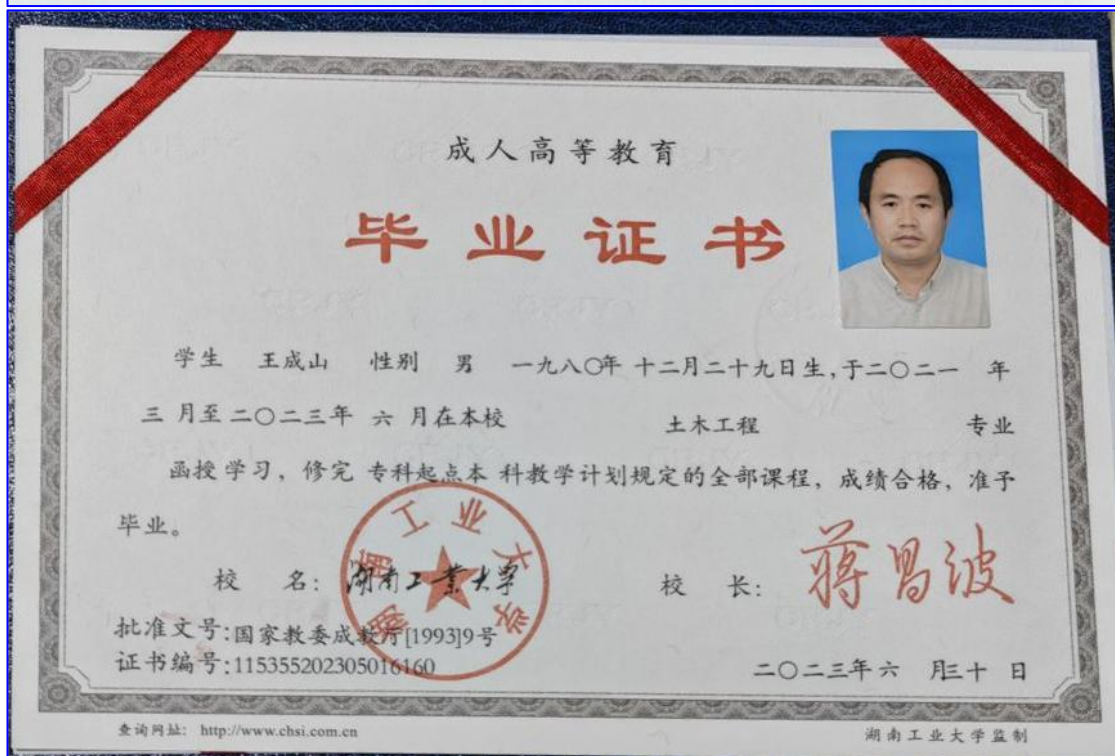 成人高等教育
毕业证书
学生 王成山 性别 男 一九八〇年 十二月二十九日生,于二〇二一 年
三 月至 二〇二三年 六 月在本校 土木工程 专业
函授 学习，修完 专科起点本 科教学计划规定的全部课程，成绩合格，准予
毕业。
校 名: 湖南工業大学 校 长: 蒋昌波
湖南工业大学
批准文号:国家教委成教厅[1993]9号
证书编号:115355202305016160 二〇二三年 六 月三十 日
查询网址: http://www.chsi.com.cn 湖南工业大学监制